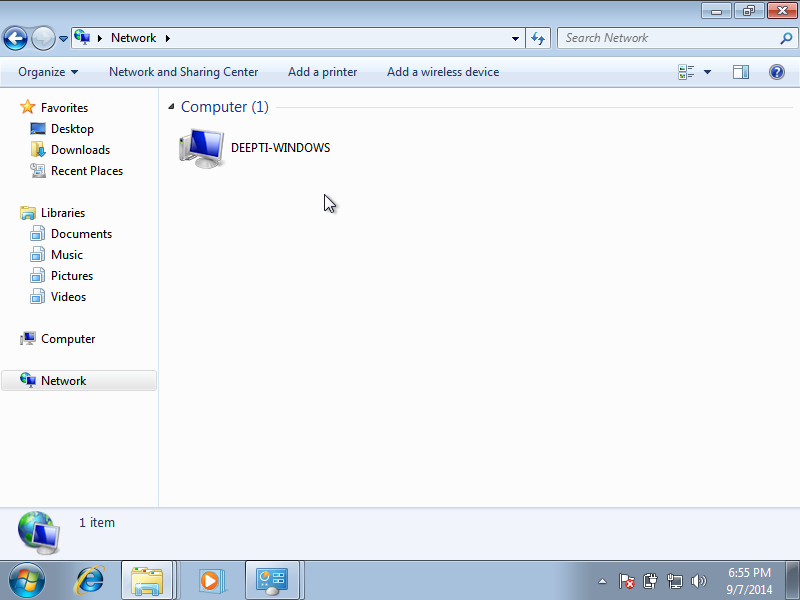 Network
Search Network
Organize
Network and Sharing Center
Add a printer
Add a wireless device
Favorites
Desktop
Downloads
Recent Places
Libraries
Documents
Music
Pictures
Videos
Computer
Network
Computer (1)
DEEPTI-WINDOWS
1 item
6:55 PM
9/7/2014